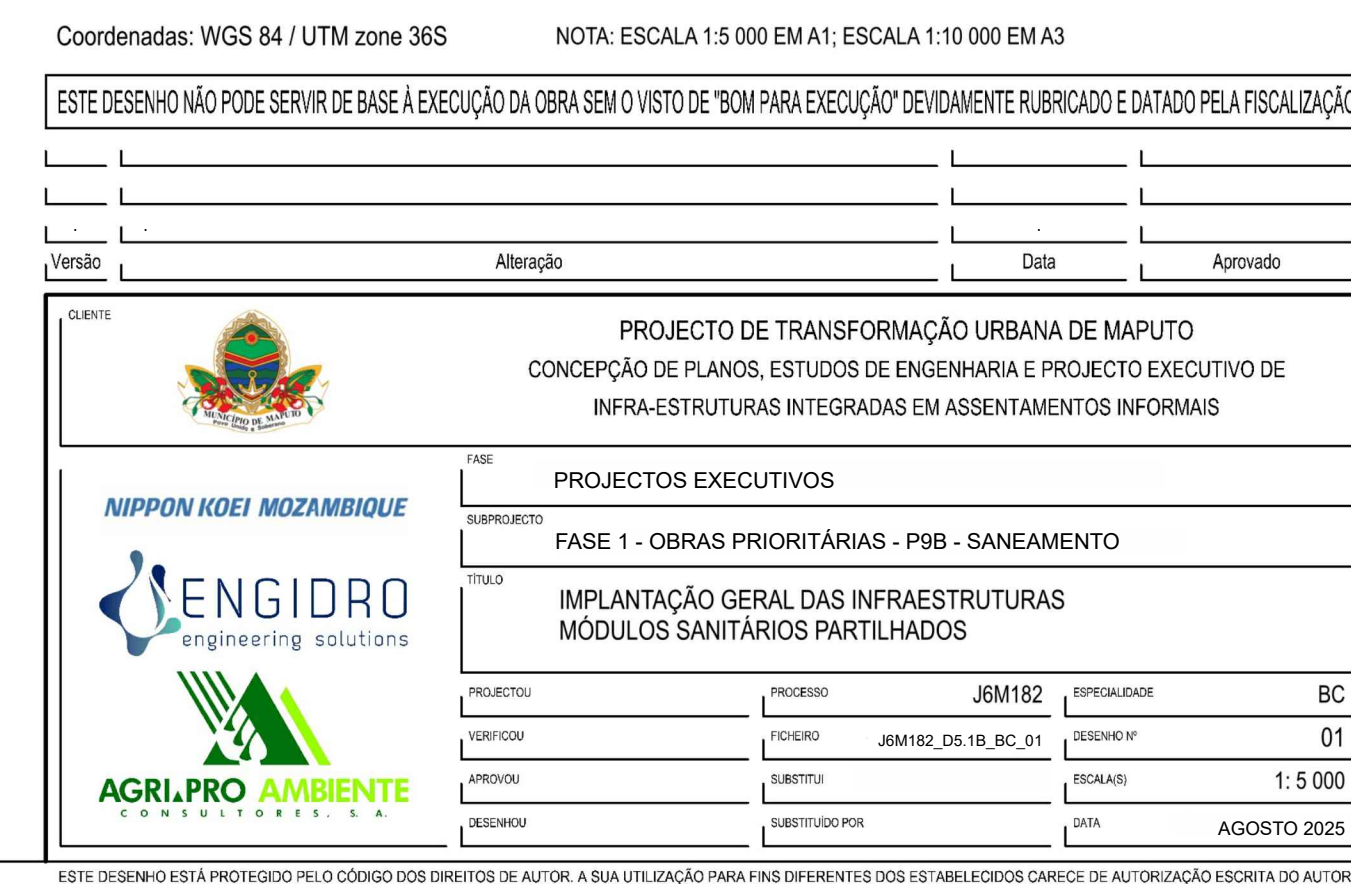 Coordenadas: WGS 84 / UTM zone 36S
NOTA: ESCALA 1:5 000 EM A1; ESCALA 1:10 000 EM A3
ESTE DESENHO NÃO PODE SERVIR DE BASE À EXECUÇÃO DA OBRA SEM O VISTO DE "BOM PARA EXECUÇÃO" DEVIDAMENTE RUBRICADO E DATADO PELA FISCALIZAÇÃO
Versão
Alteração
Data
Aprovado
CLIENTE
MUNICÍPIO DE MAPUTO
Povo Unido e Soberano
PROJECTO DE TRANSFORMAÇÃO URBANA DE MAPUTO
CONCEPÇÃO DE PLANOS, ESTUDOS DE ENGENHARIA E PROJECTO EXECUTIVO DE
INFRA-ESTRUTURAS INTEGRADAS EM ASSENTAMENTOS INFORMAIS
NIPPON KOEI MOZAMBIQUE
ENGIDRO
engineering solutions
AGRI.PRO AMBIENTE
CONSULTORES, S. A.
FASE
PROJECTOS EXECUTIVOS
SUBPROJECTO
FASE 1 - OBRAS PRIORITÁRIAS - P9B - SANEAMENTO
TÍTULO
IMPLANTAÇÃO GERAL DAS INFRAESTRUTURAS
MÓDULOS SANITÁRIOS PARTILHADOS
PROJECTOU
PROCESSO
J6M182
ESPECIALIDADE
BC
VERIFICOU
FICHEIRO
J6M182_D5.1B_BC_01
DESENHO Nº
01
APROVOU
SUBSTITUI
ESCALA(S)
1: 5 000
DESENHOU
SUBSTITUÍDO POR
DATA
AGOSTO 2025
ESTE DESENHO ESTÁ PROTEGIDO PELO CÓDIGO DOS DIREITOS DE AUTOR. A SUA UTILIZAÇÃO PARA FINS DIFERENTES DOS ESTABELECIDOS CARECE DE AUTORIZAÇÃO ESCRITA DO AUTOR